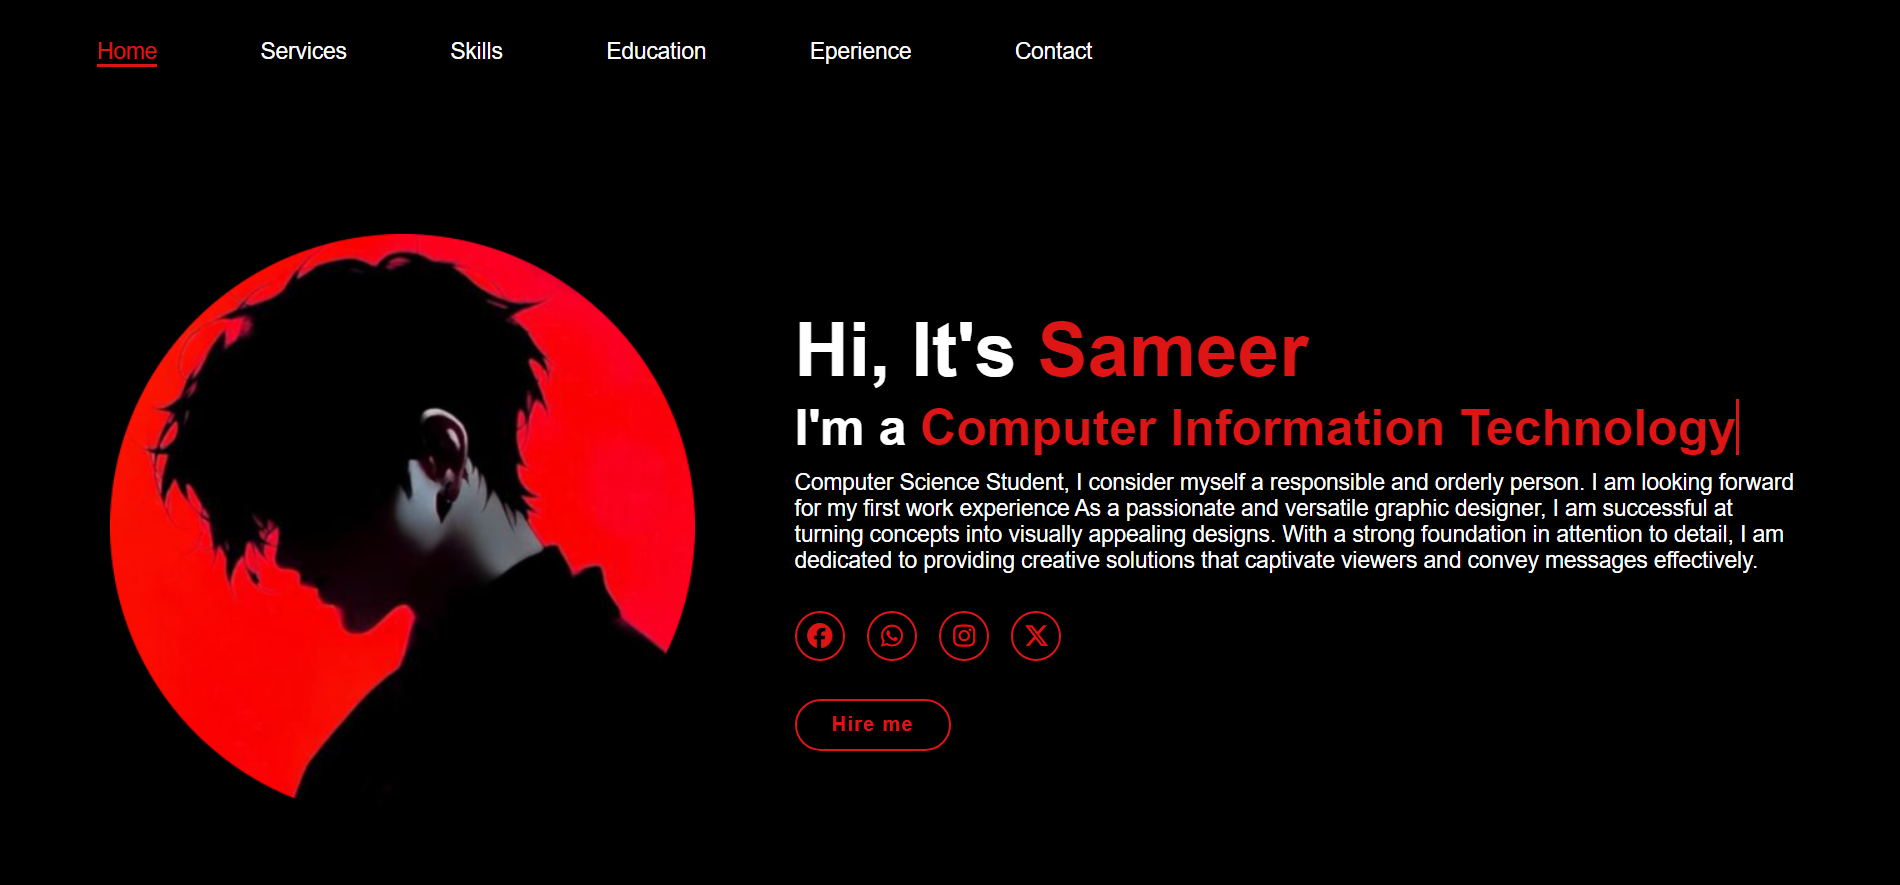 Home Services Skills Education Eperience Contact
Hi, It's Sameer
I'm a Computer Information Technology
Computer Science Student, I consider myself a responsible and orderly person. I am looking forward
for my first work experience As a passionate and versatile graphic designer, I am successful at
turning concepts into visually appealing designs. With a strong foundation in attention to detail, I am
dedicated to providing creative solutions that captivate viewers and convey messages effectively.
Hire me